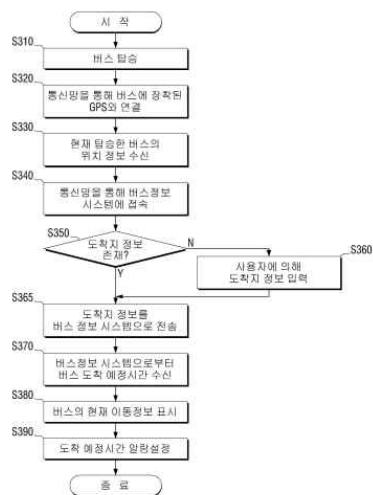 시 작
S310
버스 탑승
S320
통신망을 통해 버스에 장착된
GPS와 연결
S330
현재 탑승한 버스의
위치 정보 수신
S340
통신망을 통해 버스정보
시스템에 접속
S350
도착지 정보
존재?
N
Y
S360
사용자에 의해
도착지 정보 입력
S365
도착지 정보를
버스 정보 시스템으로 전송
S370
버스정보 시스템으로부터
버스 도착 예정시간 수신
S380
버스의 현재 이동정보 표시
S390
도착 예정시간 알람설정
종 료